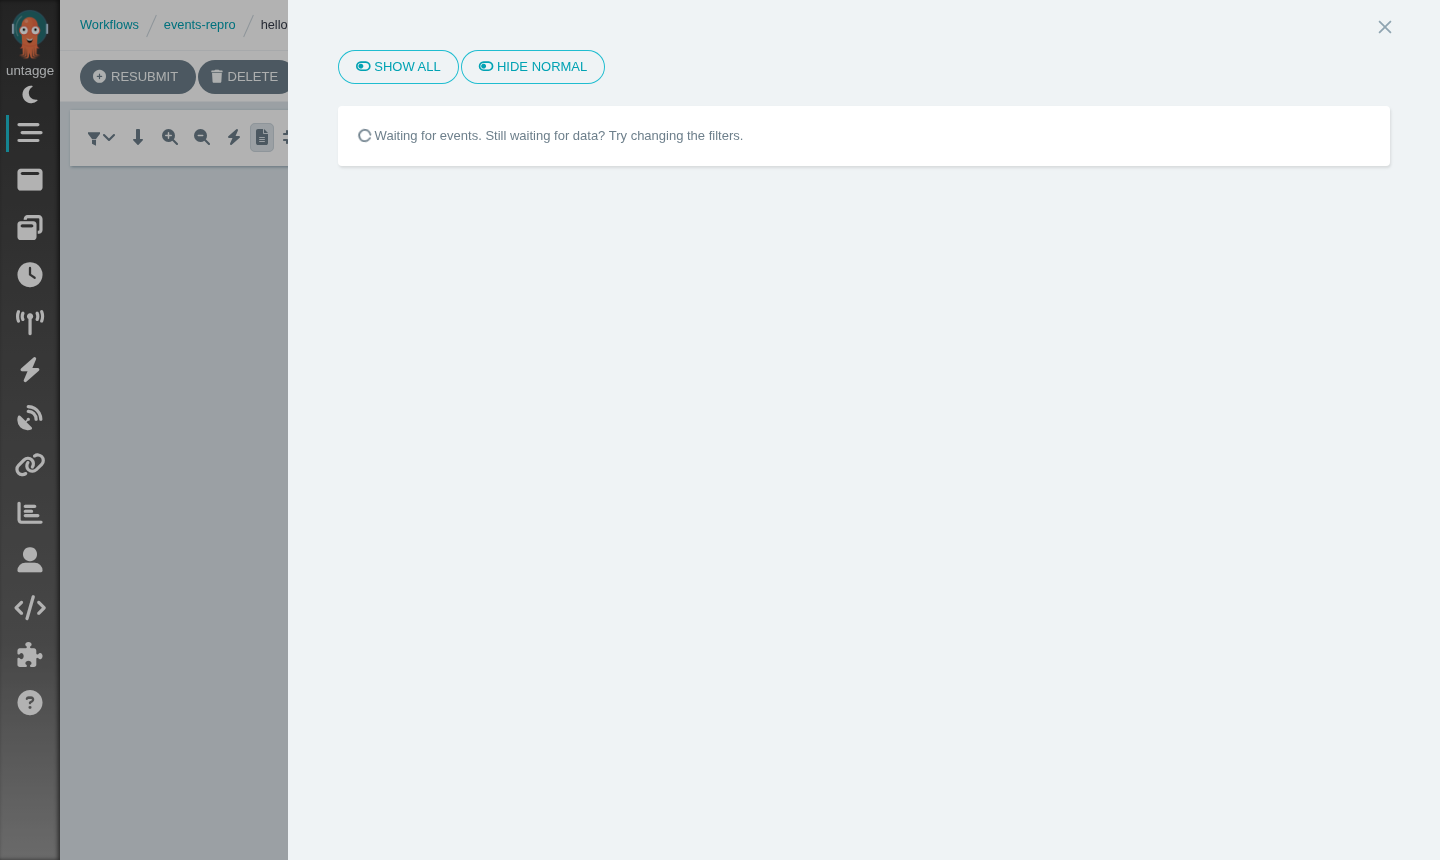 untagge
Workflows
events-repro
hello
RESUBMIT
DELETE
SHOW ALL
HIDE NORMAL
Waiting for events. Still waiting for data? Try changing the filters.